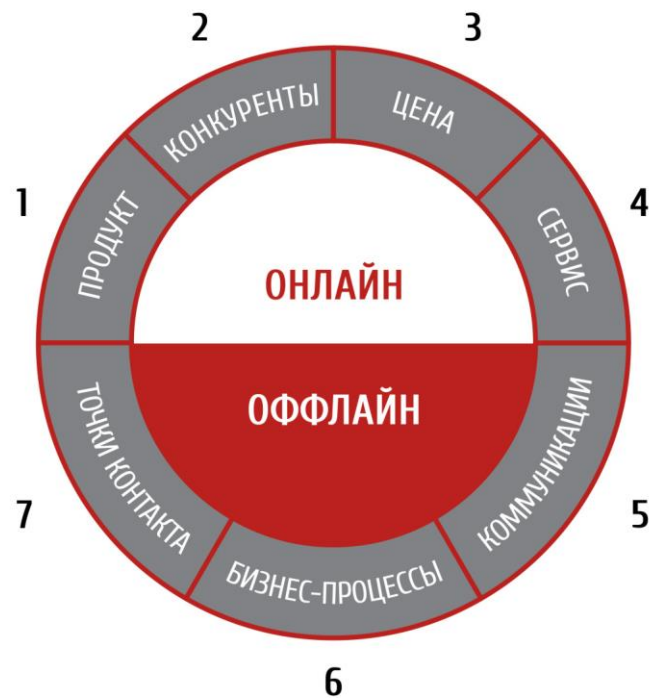 2
3
КОНКУРЕНТЫ
ЦЕНА
1
ПРОДУКТ
СЕРВИС
4
ОНЛАЙН
ОФФЛАЙН
ТОЧКИ КОНТАКТА
КОММУНИКАЦИИ
7
5
БИЗНЕС-ПРОЦЕССЫ
6